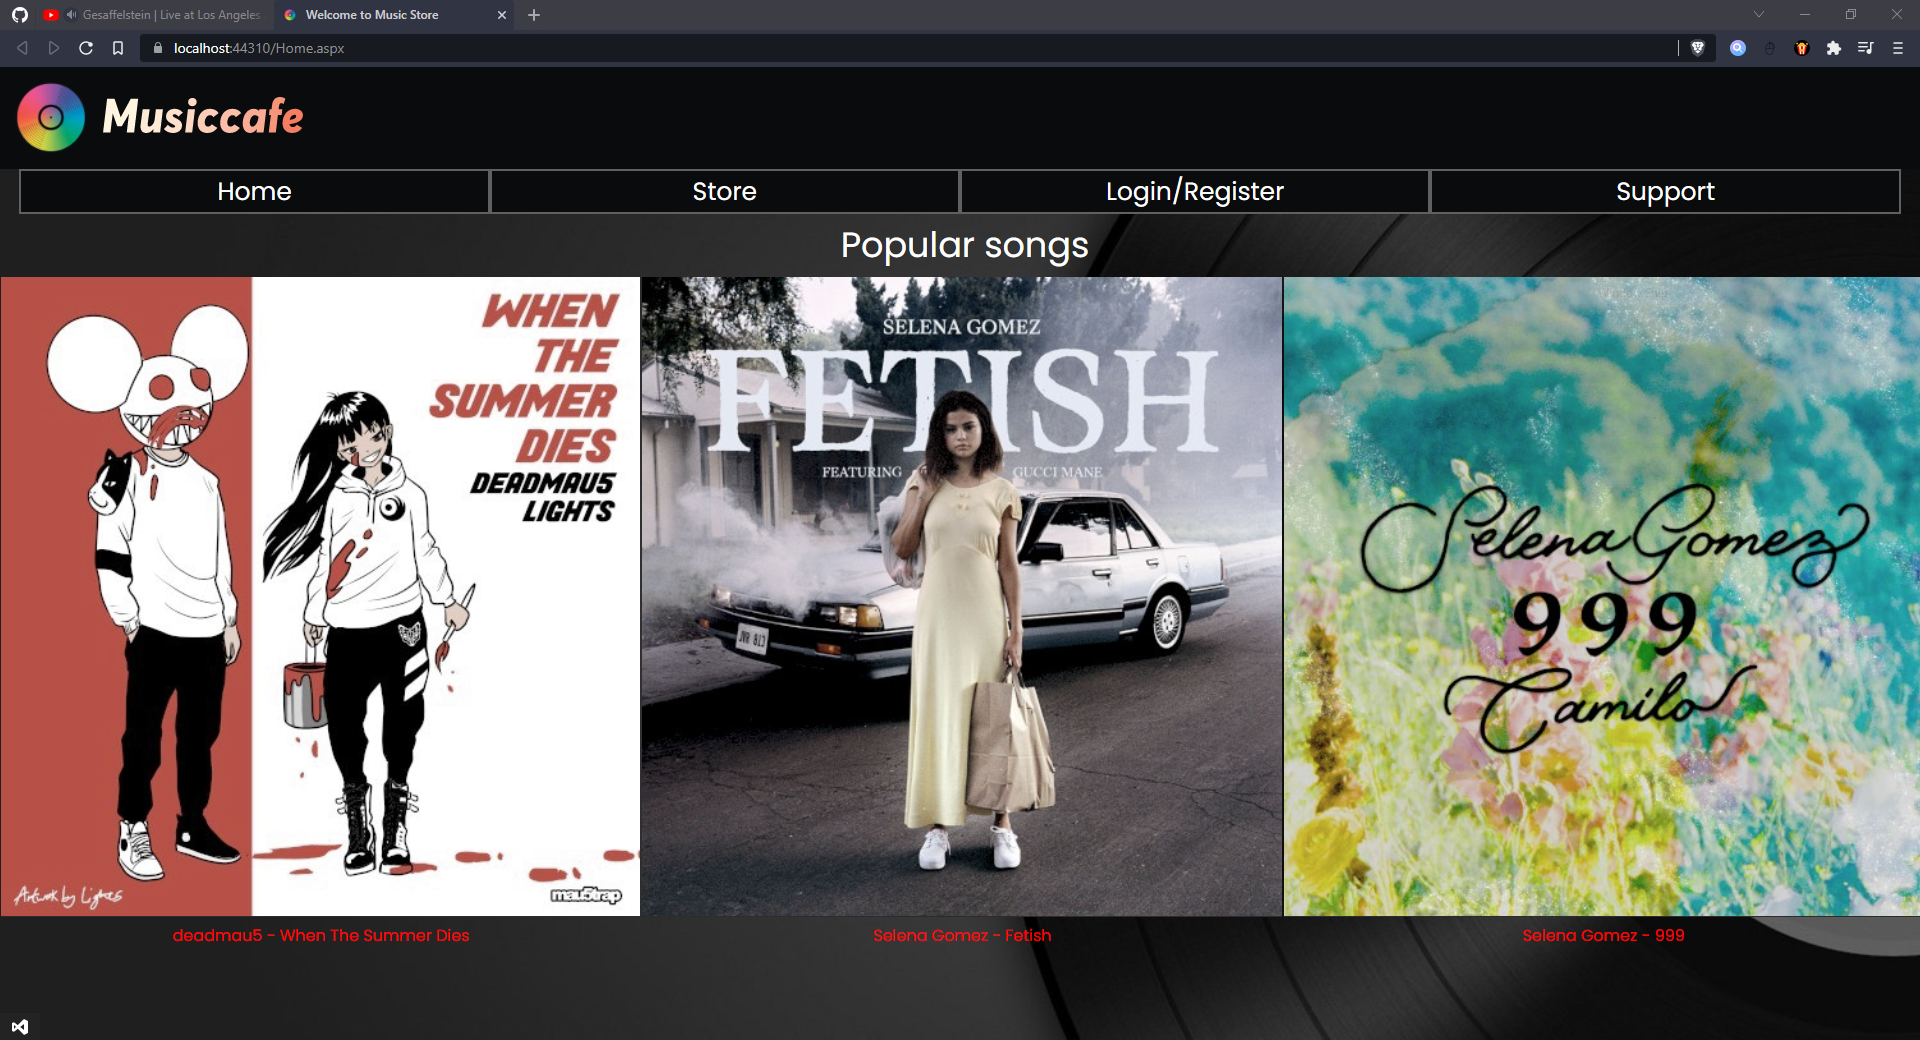 Gesaffelstein | Live at Los Angeles
Welcome to Music Store
localhost:44310/Home.aspx
Musiccafe
Home
Store
Login/Register
Support
Popular songs
WHEN
THE
SUMMER
DIES
DEADMAU5
LIGHTS
Artwork by Lights
mau5trap
SELENA GOMEZ
FETISH
FEATURING GUCCI MANE
JVR 813
Selena Gomez
999
Camilo
deadmau5 - When The Summer Dies
Selena Gomez - Fetish
Selena Gomez - 999